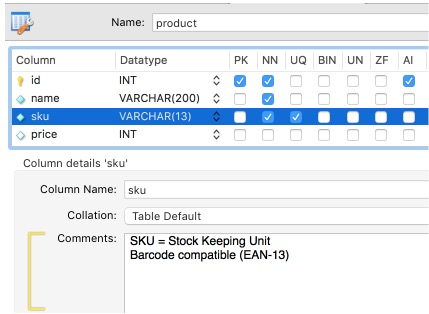 Name: product
Column Datatype PK NN UQ BIN UN ZF AI
id INT
name VARCHAR(200)
sku VARCHAR(13)
price INT
Column details 'sku'
Column Name: sku
Collation: Table Default
Comments: SKU = Stock Keeping Unit
Barcode compatible (EAN-13)